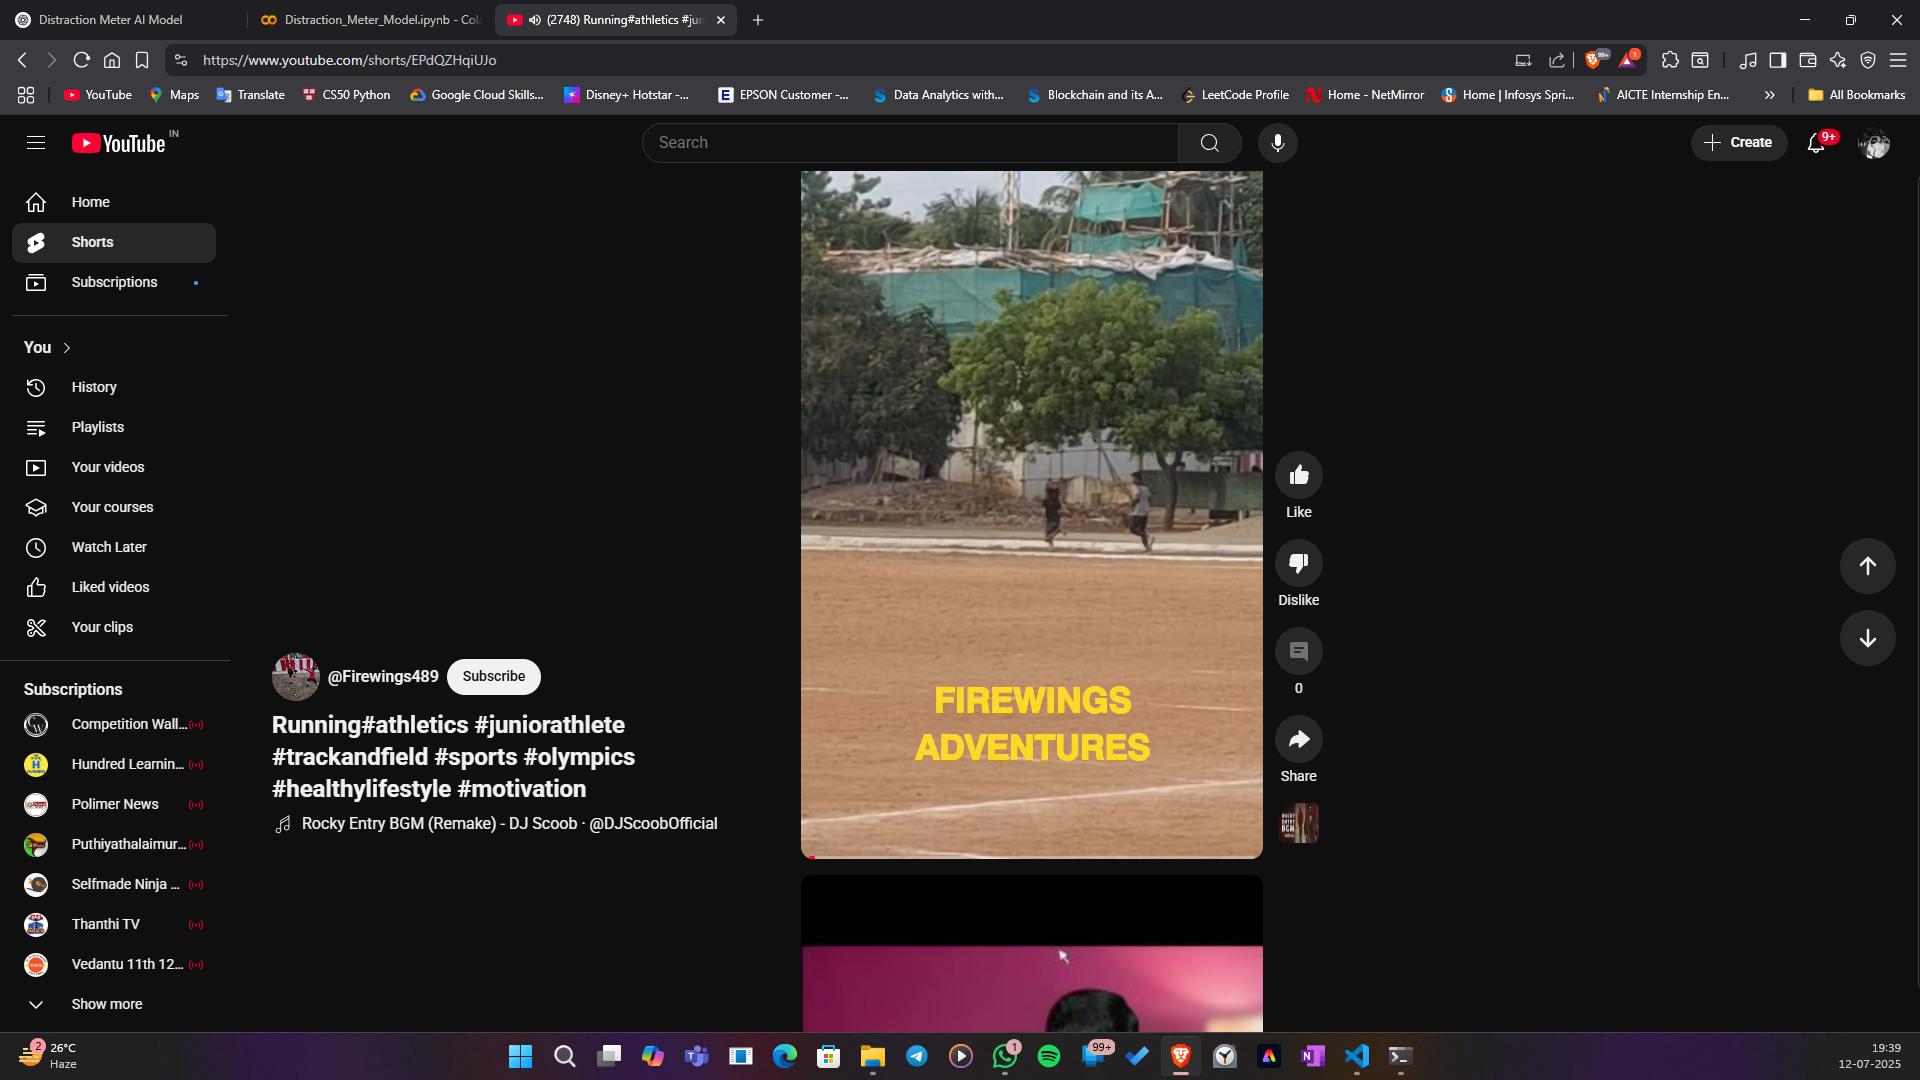 Distraction Meter AI Model
Distraction_Meter_Model.ipynb - Col
(2748) Running#athletics #jun
https://www.youtube.com/shorts/EPdQZHqiUJo
99+
1
YouTube
Maps
Translate
CS50 Python
Google Cloud Skills...
Disney+ Hotstar -...
EPSON Customer -...
Data Analytics with...
Blockchain and its A...
LeetCode Profile
Home - NetMirror
Home | Infosys Spri...
AICTE Internship En...
All Bookmarks
YouTube IN
Search
Create
9+
Home
Shorts
Subscriptions
You
History
Playlists
Your videos
Your courses
Watch Later
Liked videos
Your clips
Subscriptions
Competition Wall...
Hundred Learnin...
Polimer News
Puthiyathalaimur...
Selfmade Ninja ...
Thanthi TV
Vedantu 11th 12...
Show more
@Firewings489
Subscribe
Running#athletics #juniorathlete
#trackandfield #sports #olympics
#healthylifestyle #motivation
Rocky Entry BGM (Remake) - DJ Scoob · @DJScoobOfficial
FIREWINGS
ADVENTURES
Like
Dislike
0
Share
ROCKY
ENTRY
BGM
2
26°C
Haze
1
99+
19:39
12-07-2025